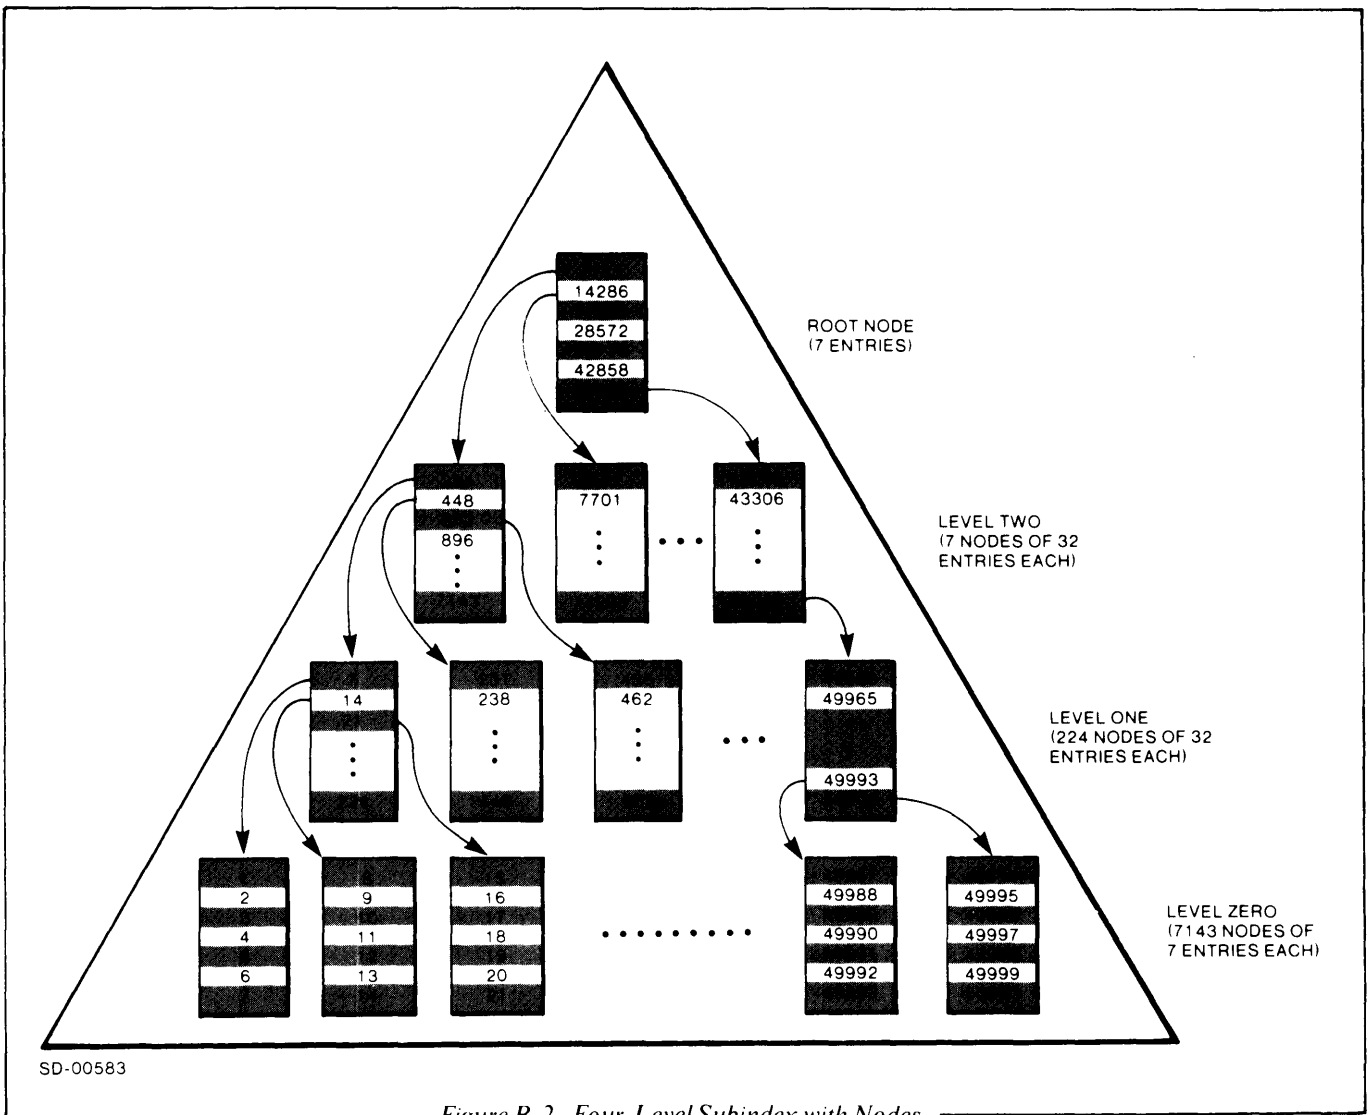 14286
28572
42858
ROOT NODE
(7 ENTRIES)
448
896
7701
43306
LEVEL TWO
(7 NODES OF 32
ENTRIES EACH)
14
238
462
49965
49993
LEVEL ONE
(224 NODES OF 32
ENTRIES EACH)
2
4
6
9
11
13
16
18
20
49988
49990
49992
49995
49997
49999
LEVEL ZERO
(7143 NODES OF
7 ENTRIES EACH)
SD-00583
Figure B-2. Four-Level Subindex with Nodes